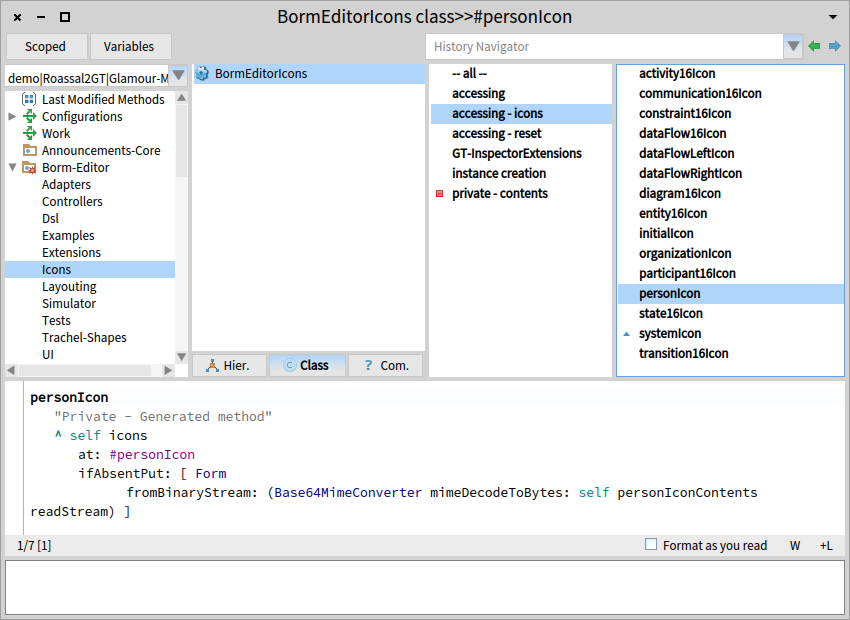 BormEditorIcons class>>#personIcon
Scoped
Variables
History Navigator
demo|Roassal2GT|Glamour-M
Last Modified Methods
Configurations
Work
Announcements-Core
Borm-Editor
Adapters
Controllers
Dsl
Examples
Extensions
Icons
Layouting
Simulator
Tests
Trachel-Shapes
UI
BormEditorIcons
Hier.
C Class
? Com.
-- all --
accessing
accessing - icons
accessing - reset
GT-InspectorExtensions
instance creation
private - contents
activity16Icon
communication16Icon
constraint16Icon
dataFlow16Icon
dataFlowLeftIcon
dataFlowRightIcon
diagram16Icon
entity16Icon
initialIcon
organizationIcon
participant16Icon
personIcon
state16Icon
systemIcon
transition16Icon
personIcon
"Private - Generated method"
^ self icons
at: #personIcon
ifAbsentPut: [ Form
fromBinaryStream: (Base64MimeConverter mimeDecodeToBytes: self personIconContents
readStream) ]
1/7 [1]
Format as you read
W
+L